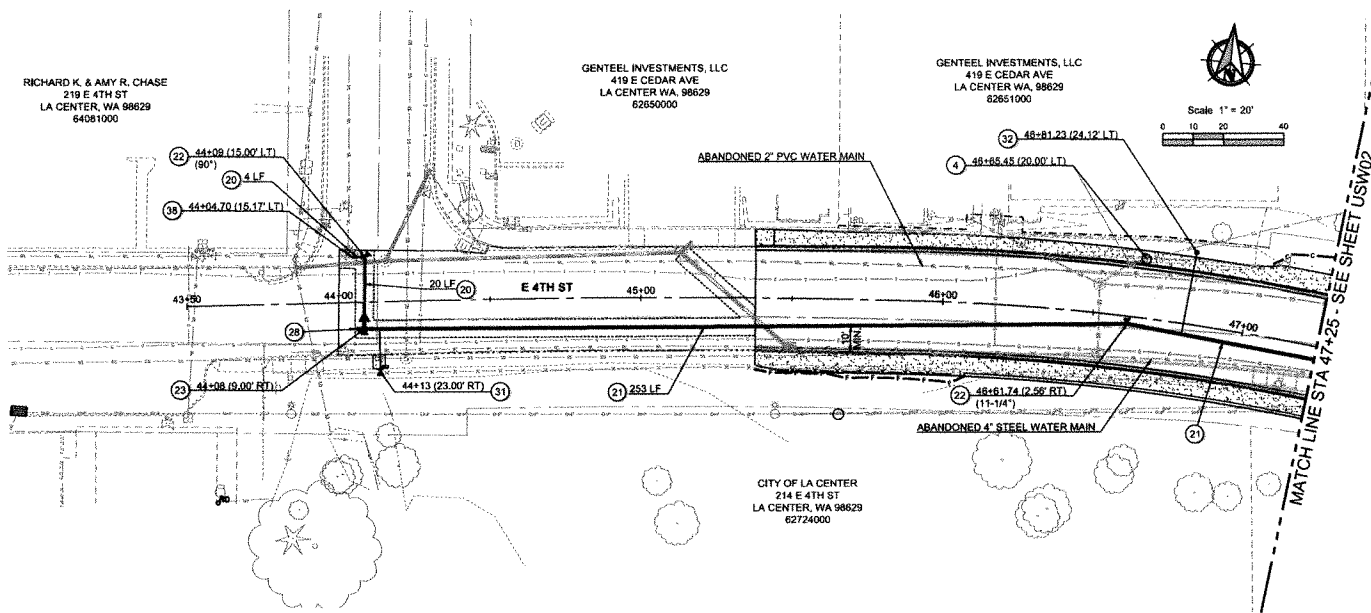 RICHARD K. & AMY R. CHASE
219 E 4TH ST
LA CENTER, WA 98629
64081000
GENTEEL INVESTMENTS, LLC
419 E CEDAR AVE
LA CENTER WA, 98629
62650000
GENTEEL INVESTMENTS, LLC
419 E CEDAR AVE
LA CENTER WA, 98629
62651000
Scale 1" = 20'
0 10 20 40
22 44+09 (15.00' LT)
(90°)
20 4 LF
38 44+04.70 (15.17' LT)
ABANDONED 2" PVC WATER MAIN
32 46+81.23 (24.12' LT)
4 46+65.45 (20.00' LT)
43+50
44+00
20 LF 20
E 4TH ST
45+00
46+00
47+00
28
23 44+08 (9.00' RT)
44+13 (23.00' RT) 31
21 253 LF
10' MIN.
22 46+61.74 (2.56' RT)
(11-1/4°)
21
ABANDONED 4" STEEL WATER MAIN
MATCH LINE STA 47+25 - SEE SHEET USW02
CITY OF LA CENTER
214 E 4TH ST
LA CENTER, WA 98629
62724000